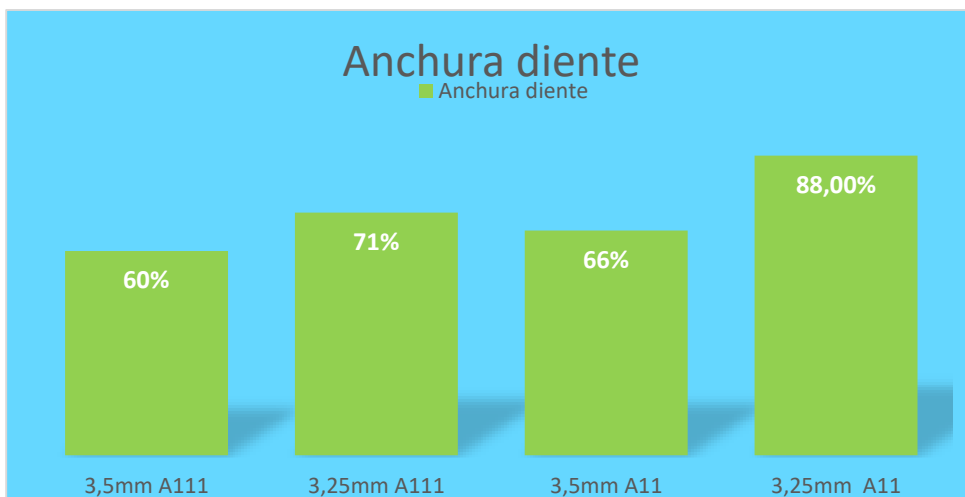 Anchura diente
Anchura diente
60%
71%
66%
88,00%
3,5mm A111
3,25mm A111
3,5mm A11
3,25mm  A11